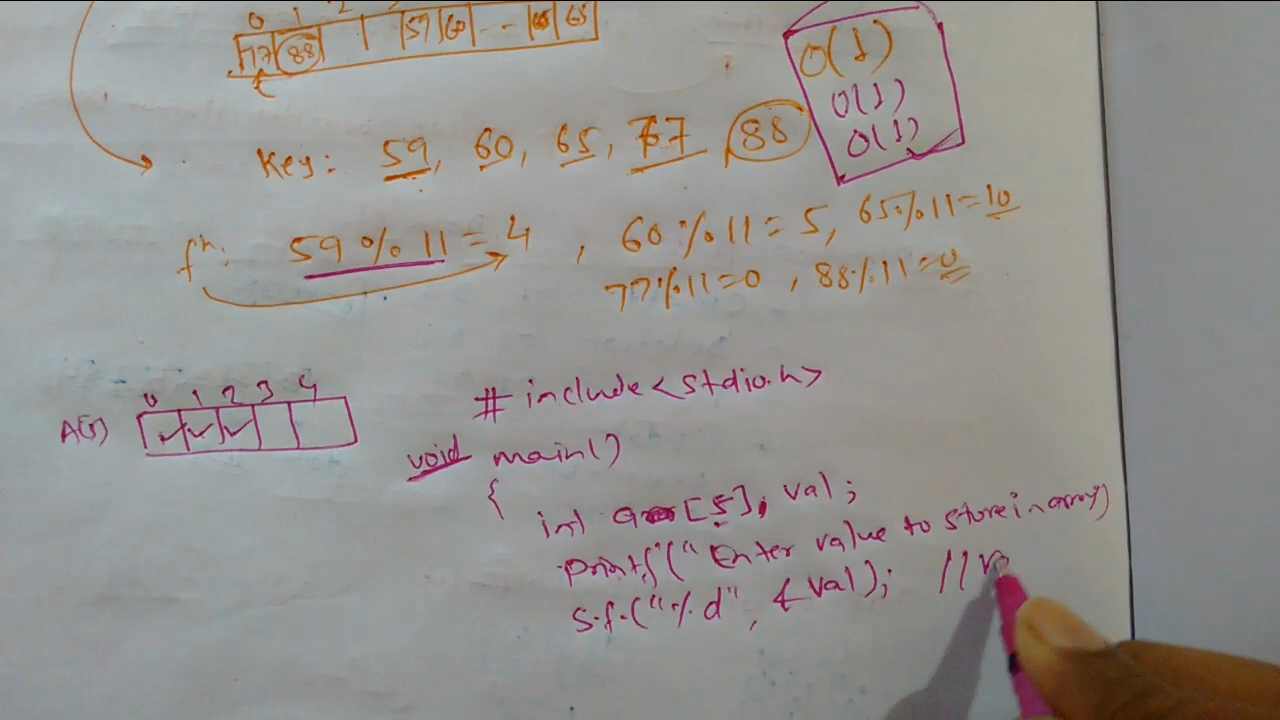 0 1 2
77 88 57 60 -- 65
O(1)
O(1)
O(1)
Key: 59, 60, 65, 77, 88
fn: 59 % 11 = 4 , 60 % 11 = 5, 65 % 11 = 10
77 % 11 = 0 , 88 % 11 = 0
0 1 2 3 4
A[5]
# include <stdio.h>
void main()
{
int a[5], val;
printf("Enter value to store in array)
s.f.("%d", &val); //